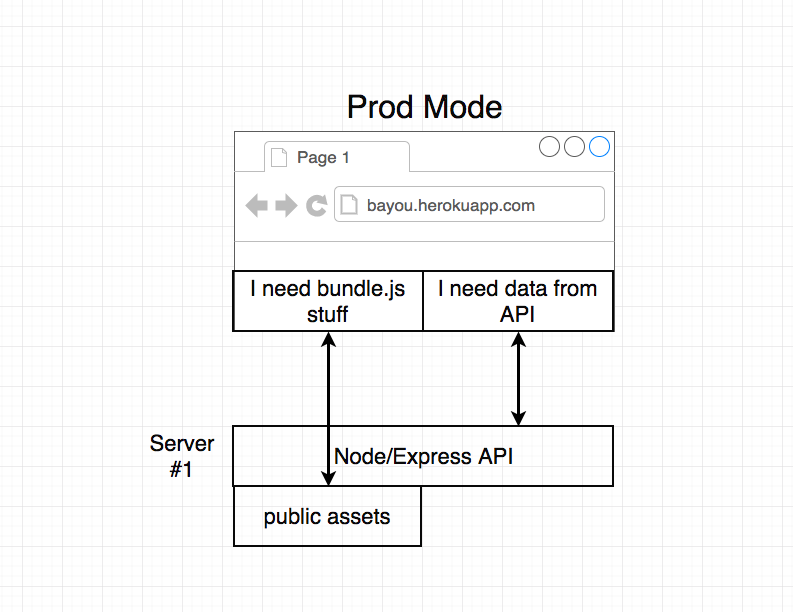 Prod Mode
Page 1
bayou.herokuapp.com
I need bundle.js
stuff
I need data from
API
Server
#1
Node/Express API
public assets